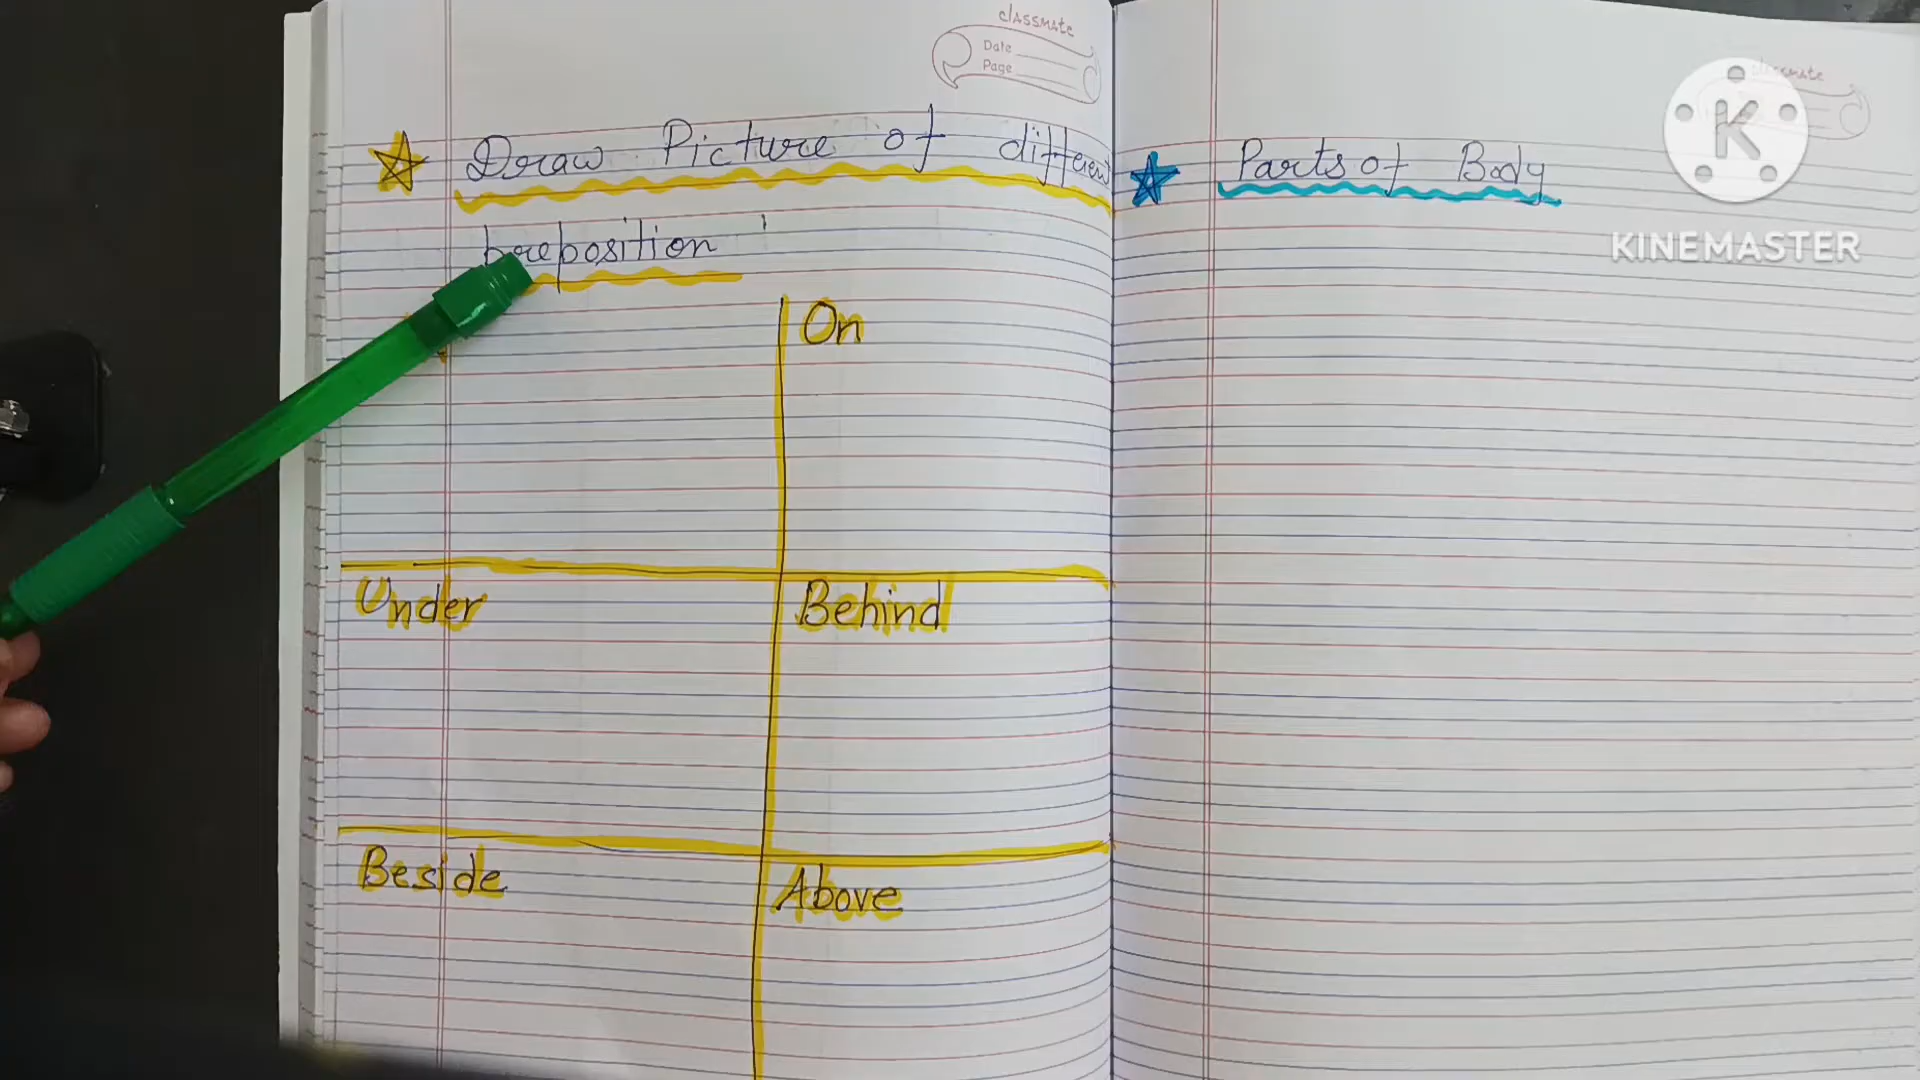 classmate
Date
Page
Draw Picture of different
preposition
On
Under
Behind
Beside
Above
Parts of Body
K
KINEMASTER